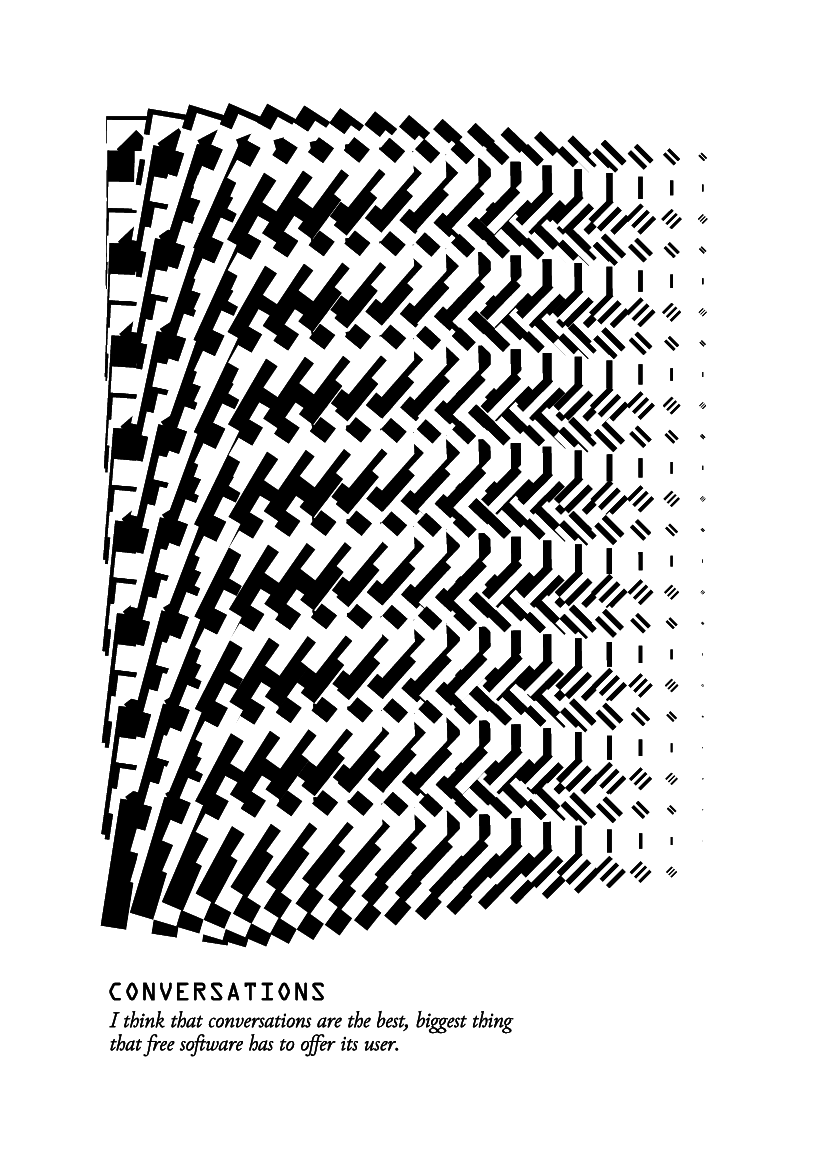 CONVERSATIONS
I think that conversations are the best, biggest thing
that free software has to offer its user.